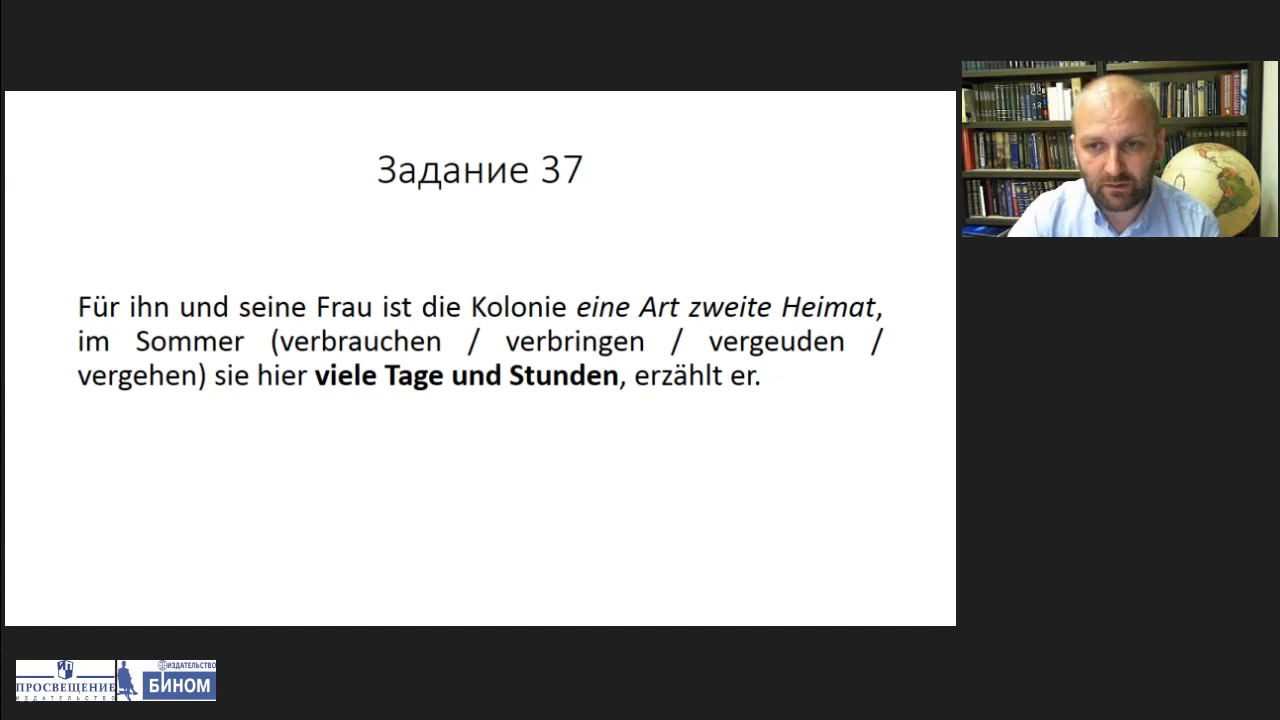 Задание 37
Für ihn und seine Frau ist die Kolonie eine Art zweite Heimat,
im Sommer (verbrauchen / verbringen / vergeuden /
vergehen) sie hier viele Tage und Stunden, erzählt er.
ПРОСВЕЩЕНИЕ
ИЗДАТЕЛЬСТВО
ИЗДАТЕЛЬСТВО
БИНОМ